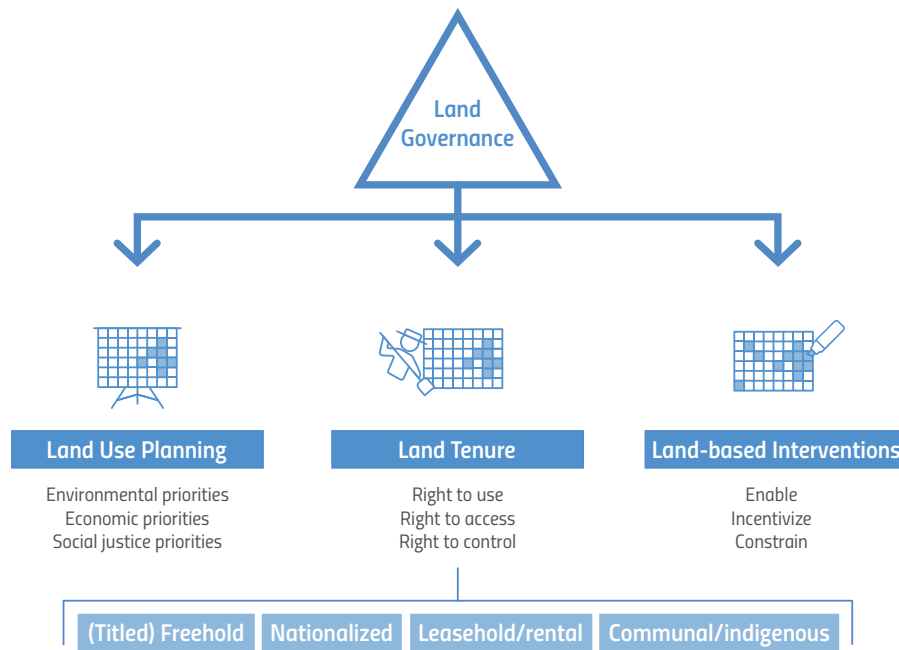 Land
Governance
Land Use Planning
Environmental priorities
Economic priorities
Social justice priorities
Land Tenure
Right to use
Right to access
Right to control
Land-based Interventions
Enable
Incentivize
Constrain
(Titled) Freehold
Nationalized
Leasehold/rental
Communal/indigenous